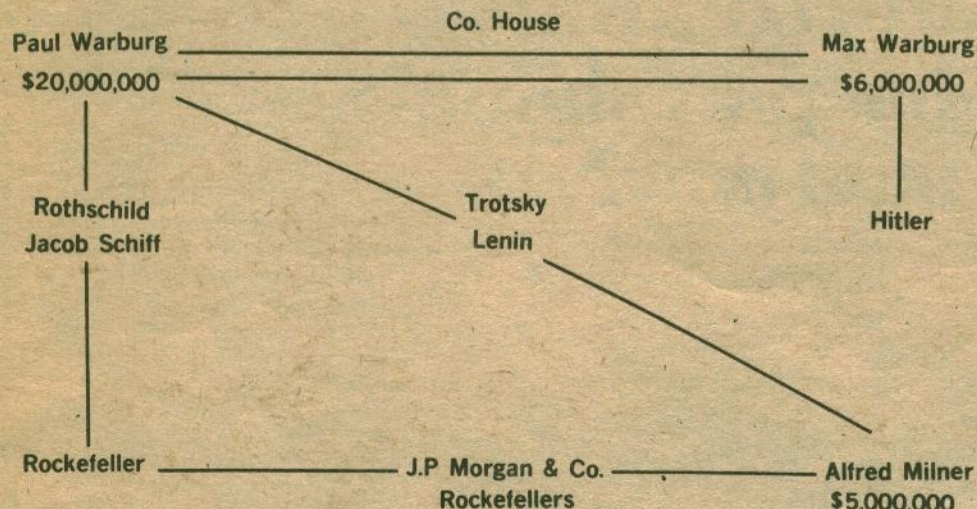 Co. House
Paul Warburg
Max Warburg
$20,000,000
$6,000,000
Rothschild
Jacob Schiff
Trotsky
Lenin
Hitler
Rockefeller
J.P Morgan & Co.
Rockefellers
Alfred Milner
$5,000,000